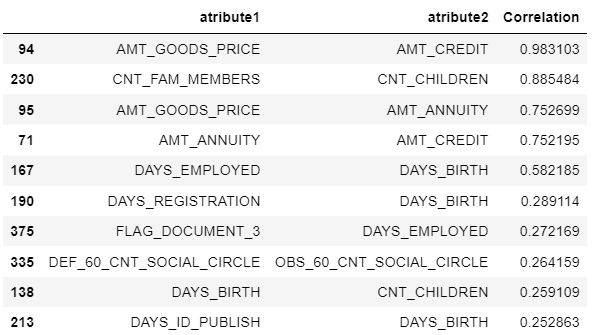 atribute1 atribute2 Correlation
94 AMT_GOODS_PRICE AMT_CREDIT 0.983103
230 CNT_FAM_MEMBERS CNT_CHILDREN 0.885484
95 AMT_GOODS_PRICE AMT_ANNUITY 0.752699
71 AMT_ANNUITY AMT_CREDIT 0.752195
167 DAYS_EMPLOYED DAYS_BIRTH 0.582185
190 DAYS_REGISTRATION DAYS_BIRTH 0.289114
375 FLAG_DOCUMENT_3 DAYS_EMPLOYED 0.272169
335 DEF_60_CNT_SOCIAL_CIRCLE OBS_60_CNT_SOCIAL_CIRCLE 0.264159
138 DAYS_BIRTH CNT_CHILDREN 0.259109
213 DAYS_ID_PUBLISH DAYS_BIRTH 0.252863